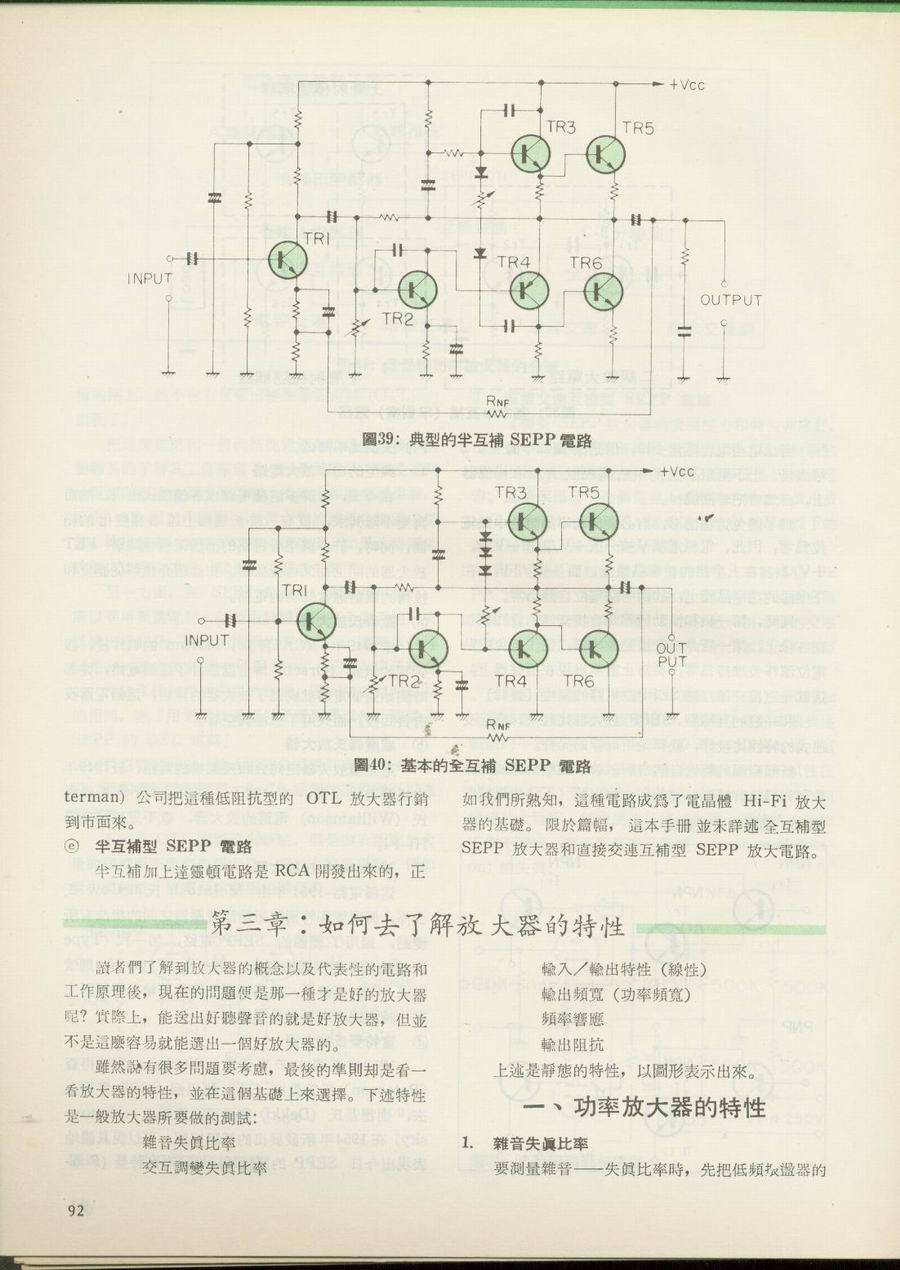 +Vcc
TR3
TR5
TR1
INPUT
TR4
TR6
OUTPUT
TR2
RNF
圖39: 典型的半互補 SEPP 電路
+Vcc
TR3
TR5
TR1
INPUT
OUT
PUT
TR2
TR4
TR6
RNF
圖40: 基本的全互補 SEPP 電路
terman) 公司把這種低阻抗型的 OTL 放大器行銷
到市面來。
ⓔ 半互補型 SEPP 電路
半互補加上達靈頓電路是 RCA 開發出來的，正
如我們所熟知，這種電路成爲了電晶體 Hi-Fi 放大
器的基礎。限於篇幅，這本手冊並未詳述全互補型
SEPP 放大器和直接交連互補型 SEPP 放大電路。
第三章：如何去了解放大器的特性
讀者們了解到放大器的概念以及代表性的電路和
工作原理後，現在的問題便是那一種才是好的放大器
呢？實際上，能送出好聽聲音的就是好放大器，但並
不是這麽容易就能選出一個好放大器的。
雖然說有很多問題要考慮，最後的準則却是看一
看放大器的特性，並在這個基礎上來選擇。下述特性
是一般放大器所要做的測試:
雜音失眞比率
交互調變失眞比率
輸入／輸出特性 (線性)
輸出頻寬 (功率頻寬)
頻率響應
輸出阻抗
上述是靜態的特性，以圖形表示出來。
一、功率放大器的特性
1. 雜音失眞比率
要測量雜音——失眞比率時，先把低頻振盪器的
92